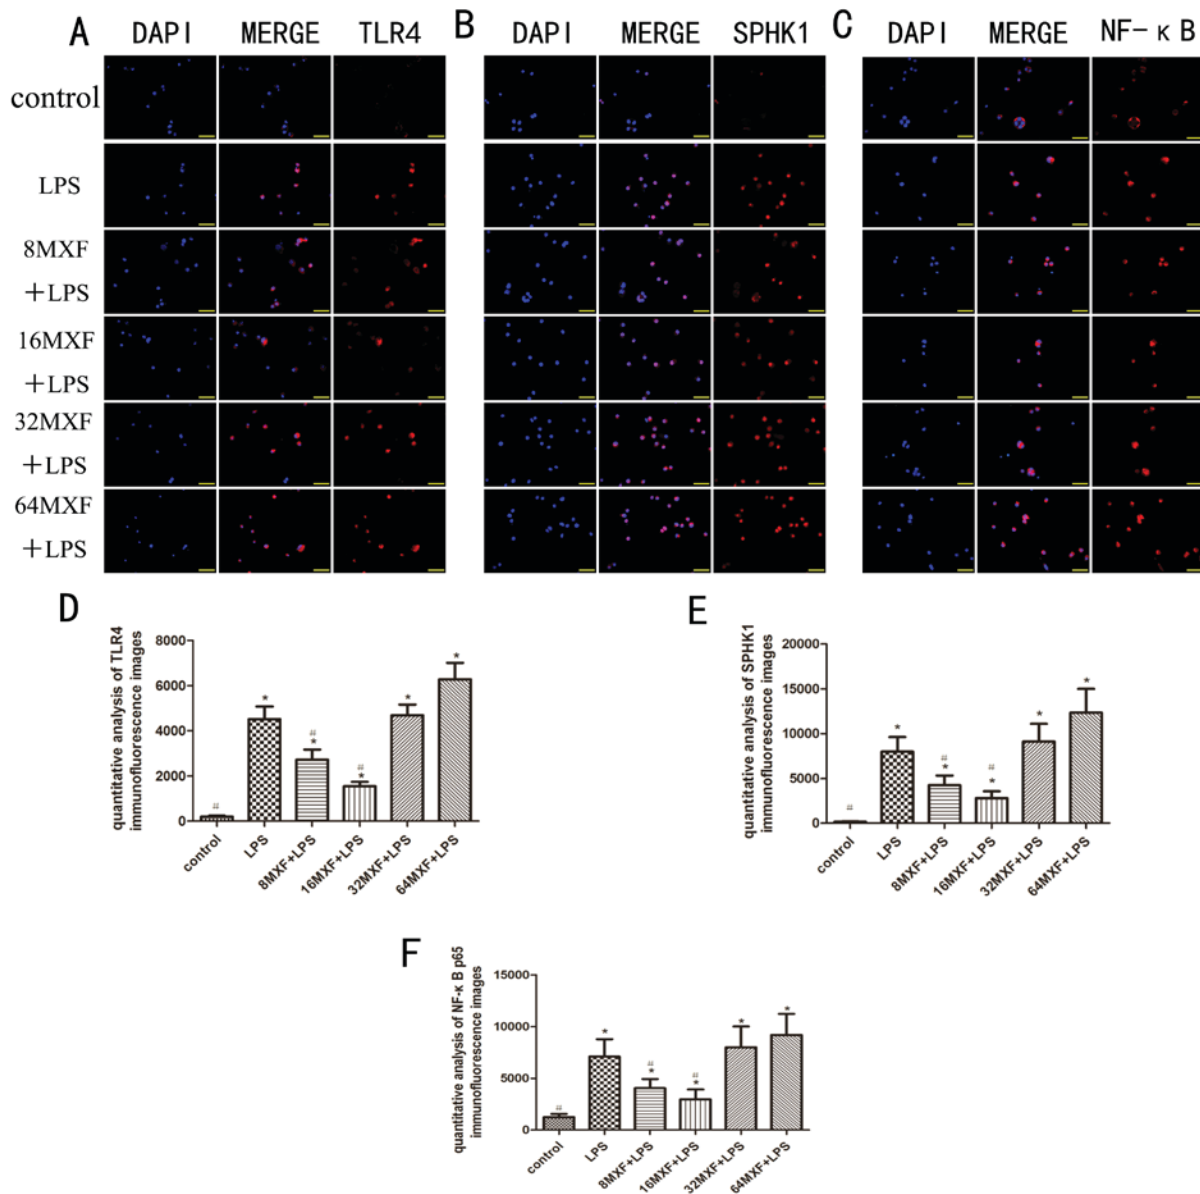 A DAPI MERGE TLR4 B DAPI MERGE SPHK1 C DAPI MERGE NF-κB
control
LPS
8MXF
+LPS
16MXF
+LPS
32MXF
+LPS
64MXF
+LPS
D
quantitative analysis of TLR4
immunofluorescence images
8000
6000
4000
2000
0
#
*
#
*
#
*
*
*
control
LPS
8MXF+LPS
16MXF+LPS
32MXF+LPS
64MXF+LPS
E
quantitative analysis of SPHK1
immunofluorescence images
20000
15000
10000
5000
0
#
*
#
*
#
*
*
*
control
LPS
8MXF+LPS
16MXF+LPS
32MXF+LPS
64MXF+LPS
F
quantitative analysis of NF-κ B p65
immunofluorescence images
15000
10000
5000
0
#
*
#
*
#
*
*
*
control
LPS
8MXF+LPS
16MXF+LPS
32MXF+LPS
64MXF+LPS